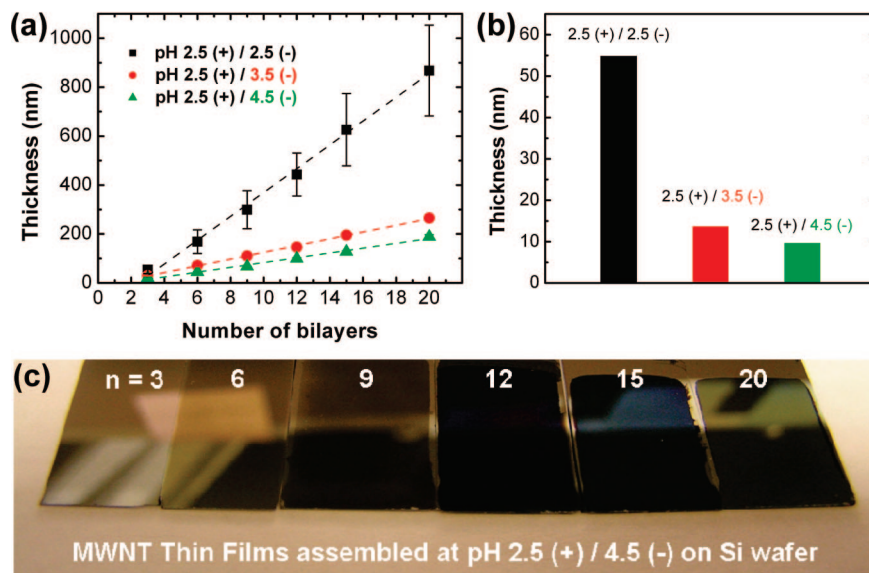 (a)
1000
800
600
400
200
0
Thickness (nm)
pH 2.5 (+) / 2.5 (-)
pH 2.5 (+) / 3.5 (-)
pH 2.5 (+) / 4.5 (-)
0 2 4 6 8 10 12 14 16 18 20 22
Number of bilayers
(b)
60
50
40
30
20
10
0
Thickness (nm)
2.5 (+) / 2.5 (-)
2.5 (+) / 3.5 (-)
2.5 (+) / 4.5 (-)
(c)
n = 3 6 9 12 15 20
MWNT Thin Films assembled at pH 2.5 (+) / 4.5 (-) on Si wafer